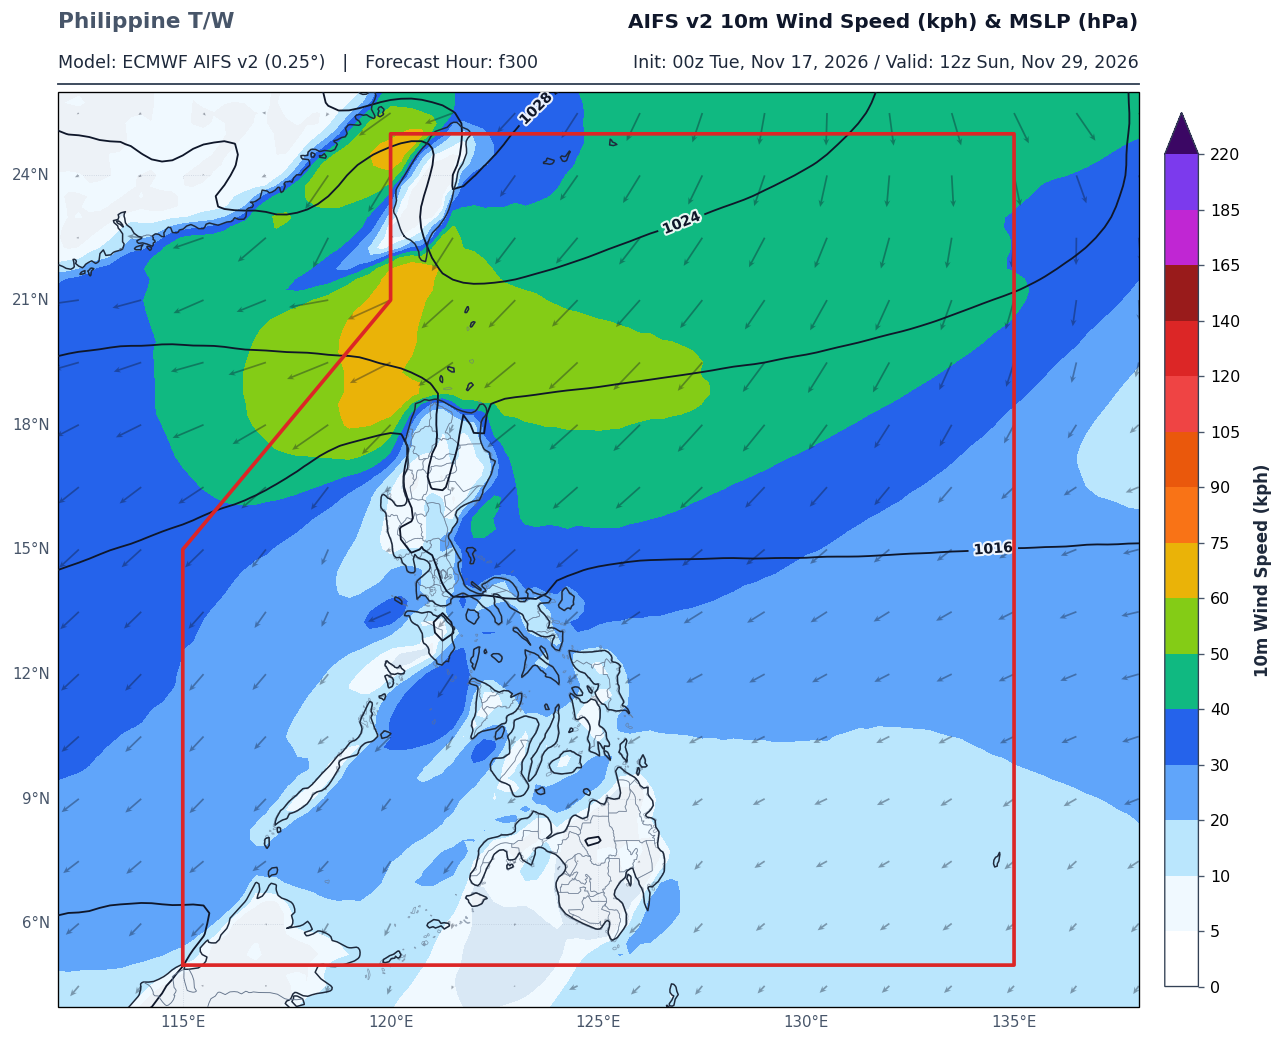 Philippine T/W
AIFS v2 10m Wind Speed (kph) & MSLP (hPa)
Model: ECMWF AIFS v2 (0.25°) | Forecast Hour: f300
Init: 00z Tue, Nov 17, 2026 / Valid: 12z Sun, Nov 29, 2026
1028
1024
1016
24°N
21°N
18°N
15°N
12°N
9°N
6°N
115°E
120°E
125°E
130°E
135°E
220
185
165
140
120
105
90
75
60
50
40
30
20
10
5
0
10m Wind Speed (kph)